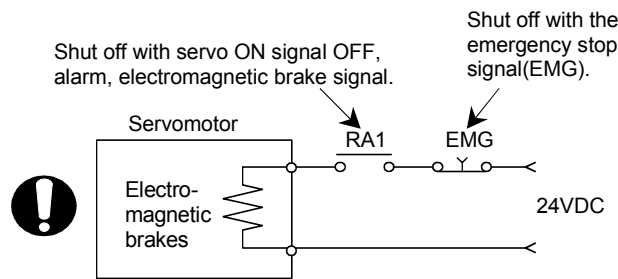 Shut off with the
emergency stop
signal(EMG).
Shut off with servo ON signal OFF,
alarm, electromagnetic brake signal.
Servomotor
RA1
EMG
Electro-
magnetic
brakes
24VDC